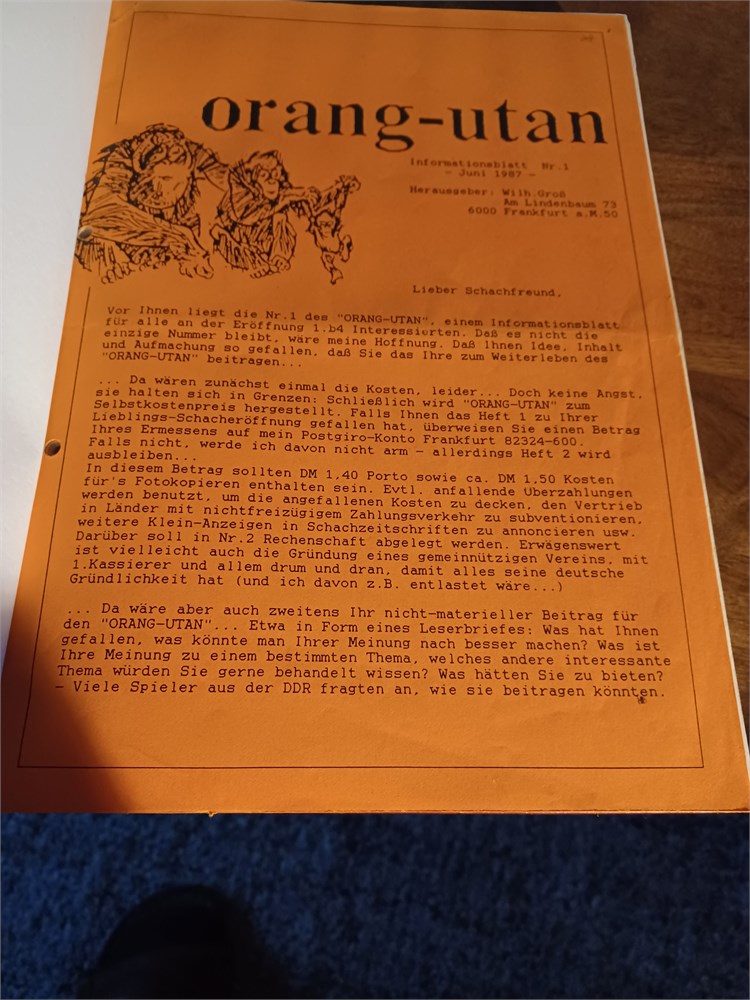 orang-utan
Informationsblatt Nr.1
- Juni 1987 -
Herausgeber: Wilh.Groß
Am Lindenbaum 73
6000 Frankfurt a.M.50
Lieber Schachfreund,
Vor Ihnen liegt die Nr.1 des "ORANG-UTAN", einem Informationsblatt
für alle an der Eröffnung 1.b4 Interessierten. Daß es nicht die
einzige Nummer bleibt, wäre meine Hoffnung. Daß Ihnen Idee, Inhalt
und Aufmachung so gefallen, daß Sie das Ihre zum Weiterleben des
"ORANG-UTAN" beitragen...
... Da wären zunächst einmal die Kosten, leider... Doch keine Angst,
sie halten sich in Grenzen: Schließlich wird "ORANG-UTAN" zum
Selbstkostenpreis hergestellt. Falls Ihnen das Heft 1 zu Ihrer
Lieblings-Schacheröffnung gefallen hat, überweisen Sie einen Betrag
Ihres Ermessens auf mein Postgiro-Konto Frankfurt 82324-600.
Falls nicht, werde ich davon nicht arm - allerdings Heft 2 wird
ausbleiben...
In diesem Betrag sollten DM 1,40 Porto sowie ca. DM 1,50 Kosten
für's Fotokopieren enthalten sein. Evtl. anfallende Überzahlungen
werden benutzt, um die angefallenen Kosten zu decken, den Vertrieb
in Länder mit nichtfreizügigem Zahlungsverkehr zu subventionieren,
weitere Klein-Anzeigen in Schachzeitschriften zu annoncieren usw.
Darüber soll in Nr.2 Rechenschaft abgelegt werden. Erwägenswert
ist vielleicht auch die Gründung eines gemeinnützigen Vereins, mit
1.Kassierer und allem drum und dran, damit alles seine deutsche
Gründlichkeit hat (und ich davon z.B. entlastet wäre...)
... Da wäre aber auch zweitens Ihr nicht-materieller Beitrag für
den "ORANG-UTAN"... Etwa in Form eines Leserbriefes: Was hat Ihnen
gefallen, was könnte man Ihrer Meinung nach besser machen? Was ist
Ihre Meinung zu einem bestimmten Thema, welches andere interessante
Thema würden Sie gerne behandelt wissen? Was hätten Sie zu bieten?
- Viele Spieler aus der DDR fragten an, wie sie beitragen könnten.